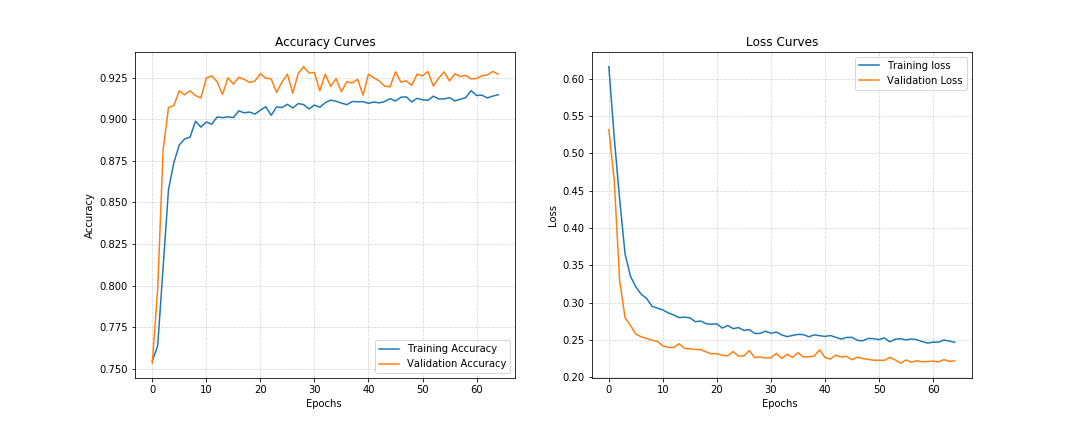 Accuracy Curves
0.925
0.900
0.875
0.850
0.825
0.800
0.775
0.750
Accuracy
0 10 20 30 40 50 60
Epochs
Training Accuracy
Validation Accuracy
Loss Curves
0.60
0.55
0.50
0.45
0.40
0.35
0.30
0.25
0.20
Loss
0 10 20 30 40 50 60
Epochs
Training loss
Validation Loss